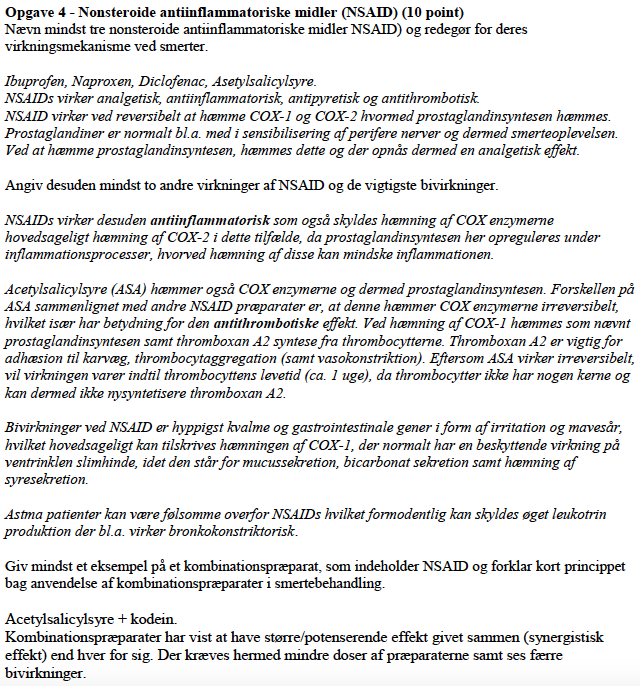 Opgave 4 - Nonsteroide antiinflammatoriske midler (NSAID) (10 point)
Nævn mindst tre nonsteroide antiinflammatoriske midler NSAID) og redegør for deres
virkningsmekanisme ved smerter.

Ibuprofen, Naproxen, Diclofenac, Asetylsalicylsyre.
NSAIDs virker analgetisk, antiinflammatorisk, antipyretisk og antithrombotisk.
NSAID virker ved reversibelt at hæmme COX-1 og COX-2 hvormed prostaglandinsyntesen hæmmes.
Prostaglandiner er normalt bl.a. med i sensibilisering af perifere nerver og dermed smerteoplevelsen.
Ved at hæmme prostaglandinsyntesen, hæmmes dette og der opnås dermed en analgetisk effekt.

Angiv desuden mindst to andre virkninger af NSAID og de vigtigste bivirkninger.

NSAIDs virker desuden antiinflammatorisk som også skyldes hæmning af COX enzymerne
hovedsageligt hæmning af COX-2 i dette tilfælde, da prostaglandinsyntesen her opreguleres under
inflammationsprocesser, hvorved hæmning af disse kan mindske inflammationen.

Acetylsalicylsyre (ASA) hæmmer også COX enzymerne og dermed prostaglandinsyntesen. Forskellen på
ASA sammenlignet med andre NSAID præparater er, at denne hæmmer COX enzymerne irreversibelt,
hvilket især har betydning for den antithrombotiske effekt. Ved hæmning af COX-1 hæmmes som nævnt
prostaglandinsyntesen samt thromboxan A2 syntese fra thrombocytterne. Thromboxan A2 er vigtig for
adhæsion til karvæg, thrombocytaggregation (samt vasokonstriktion). Eftersom ASA virker irreversibelt,
vil virkningen varer indtil thrombocyttens levetid (ca. 1 uge), da thrombocytter ikke har nogen kerne og
kan dermed ikke nysyntetisere thromboxan A2.

Bivirkninger ved NSAID er hyppigst kvalme og gastrointestinale gener i form af irritation og mavesår,
hvilket hovedsageligt kan tilskrives hæmningen af COX-1, der normalt har en beskyttende virkning på
ventrinklen slimhinde, idet den står for mucussekretion, bicarbonat sekretion samt hæmning af
syresekretion.

Astma patienter kan være følsomme overfor NSAIDs hvilket formodentlig kan skyldes øget leukotrin
produktion der bl.a. virker bronkokonstriktorisk.

Giv mindst et eksempel på et kombinationspræparat, som indeholder NSAID og forklar kort princippet
bag anvendelse af kombinationspræparater i smertebehandling.

Acetylsalicylsyre + kodein.
Kombinationspræparater har vist at have større/potenserende effekt givet sammen (synergistisk
effekt) end hver for sig. Der kræves hermed mindre doser af præparaterne samt ses færre
bivirkninger.